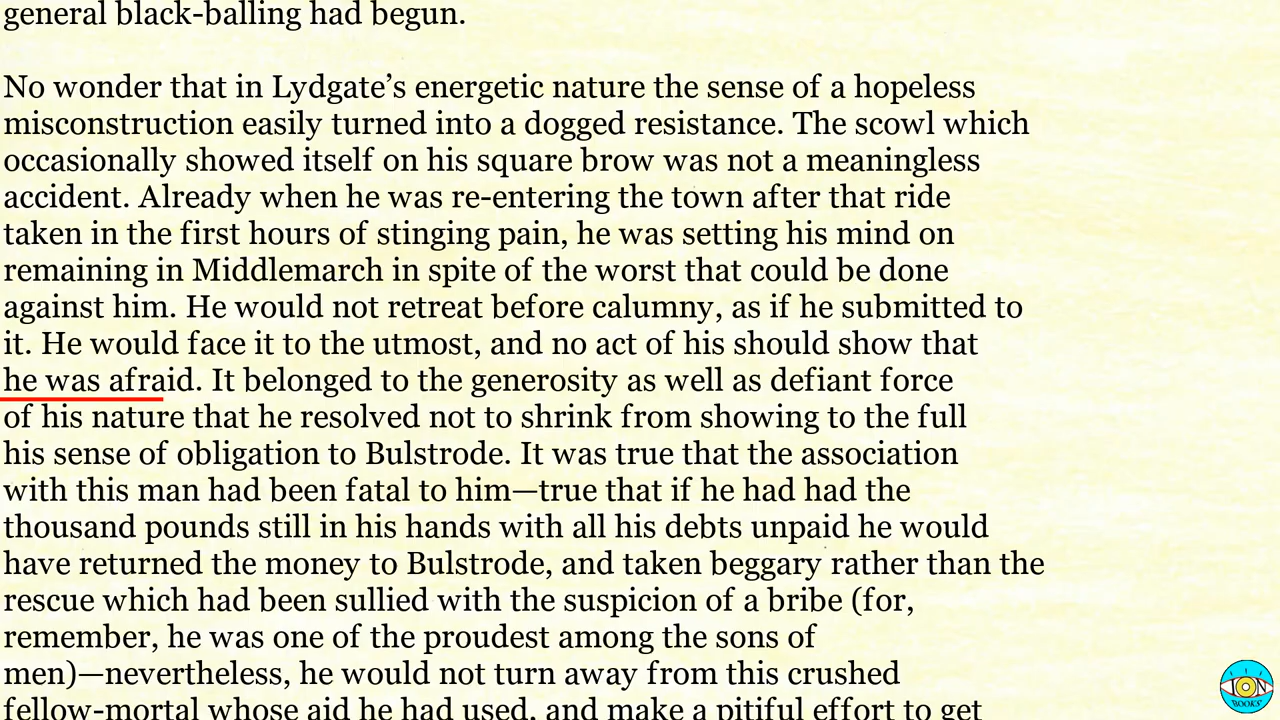 general black-balling had begun.
No wonder that in Lydgate’s energetic nature the sense of a hopeless
misconstruction easily turned into a dogged resistance. The scowl which
occasionally showed itself on his square brow was not a meaningless
accident. Already when he was re-entering the town after that ride
taken in the first hours of stinging pain, he was setting his mind on
remaining in Middlemarch in spite of the worst that could be done
against him. He would not retreat before calumny, as if he submitted to
it. He would face it to the utmost, and no act of his should show that
he was afraid. It belonged to the generosity as well as defiant force
of his nature that he resolved not to shrink from showing to the full
his sense of obligation to Bulstrode. It was true that the association
with this man had been fatal to him—true that if he had had the
thousand pounds still in his hands with all his debts unpaid he would
have returned the money to Bulstrode, and taken beggary rather than the
rescue which had been sullied with the suspicion of a bribe (for,
remember, he was one of the proudest among the sons of
men)—nevertheless, he would not turn away from this crushed
fellow-mortal whose aid he had used, and make a pitiful effort to get
ION
BOOKS